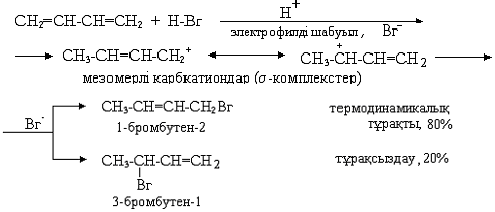 CH₂=CH-CH=CH₂ + H-Br H⁺
электрофилді шабуыл, Br⁻
CH₃-CH=CH-CH₂⁺ CH₃-C⁺H-CH=CH₂
мезомерлі карбкатиондар (σ-комплекстер)
Br⁻ CH₃-CH=CH-CH₂Br термодинамикалық
1-бромбутен-2 тұрақты, 80%
CH₃-CH-CH=CH₂ тұрақсыздау, 20%
Br
3-бромбутен-1